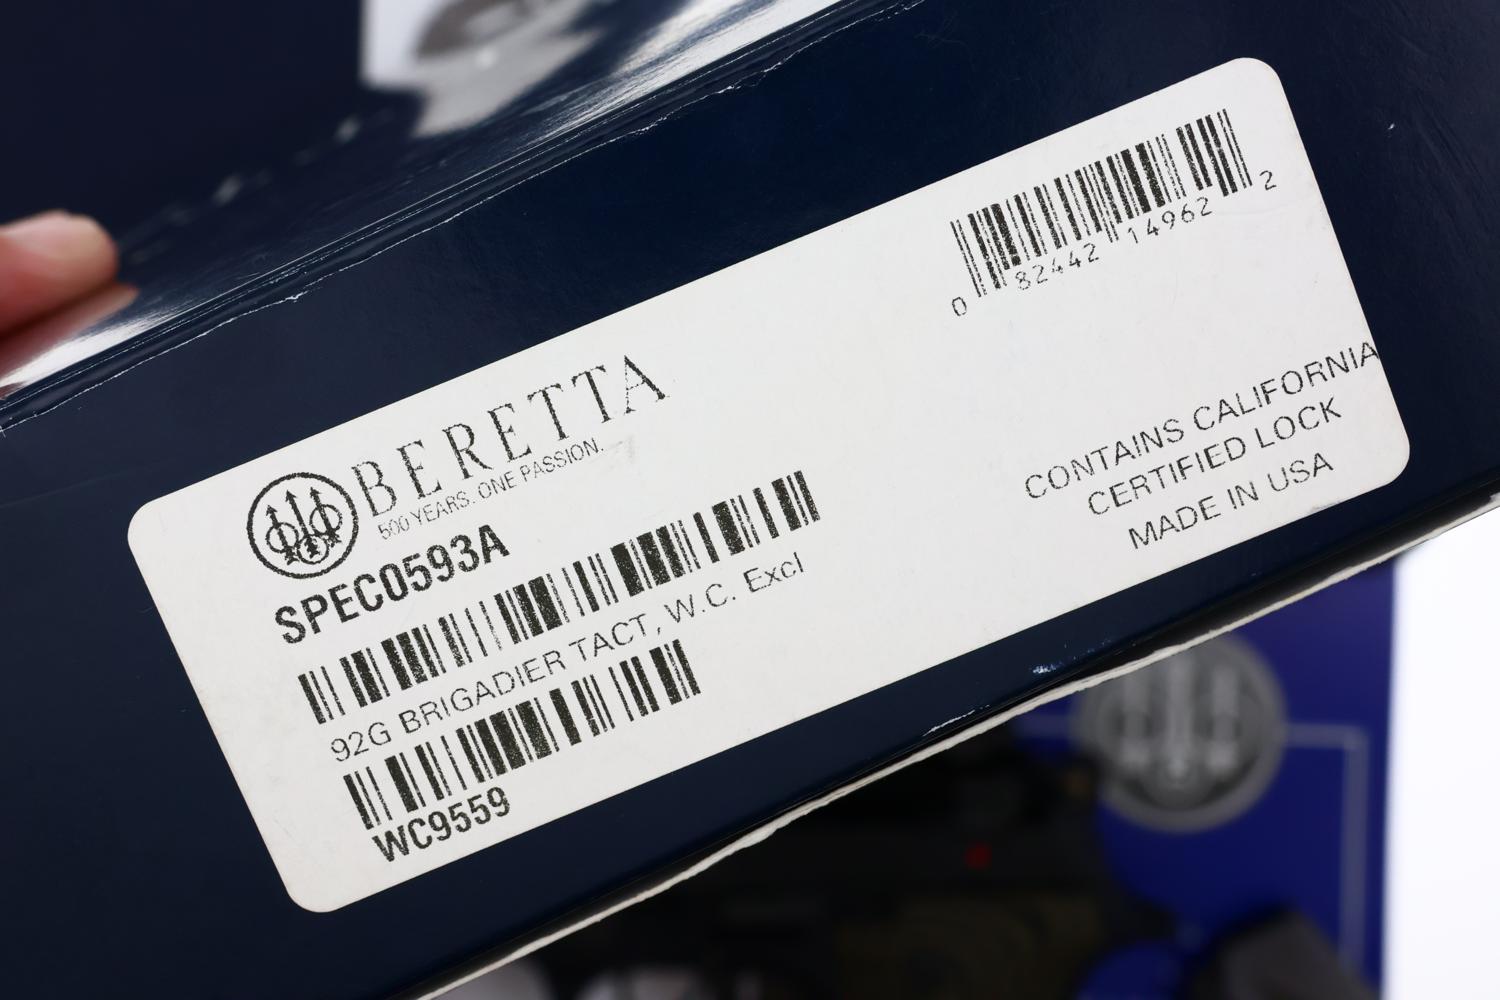 BERETTA
500 YEARS. ONE PASSION.
SPEC0593A
92G BRIGADIER TACT, W.C. Excl
WC9559
0 82442 14962 2
CONTAINS CALIFORNIA
CERTIFIED LOCK
MADE IN USA